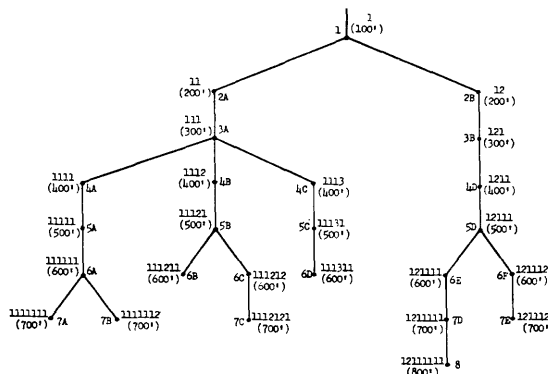 1
1 (100')
11
(200') 2A
12
2B (200')
111
(300') 3A
121
3B (300')
1111
(400') 4A
1112
(400') 4B
1113
4C (400')
1211
4D (400')
11111
(500') 5A
11121
(500') 5B
11131
5C (500')
12111
5D (500')
111111
(600') 6A
111211
(600') 6B
6C 111212
(600')
6D 111311
(600')
121111
(600') 6E
6F 121112
(600')
1111111
(700') 7A
7B 1111112
(700')
7C 1112121
(700')
1211111
(700') 7D
7E 121112
(700')
12111111
(800') 8